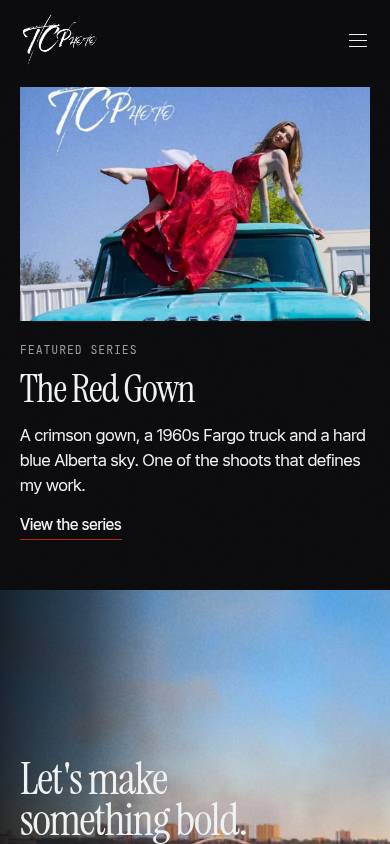 TCPhoto
TCPhoto
FEATURED SERIES
The Red Gown
A crimson gown, a 1960s Fargo truck and a hard
blue Alberta sky. One of the shoots that defines
my work.
View the series
Let's make
something bold.